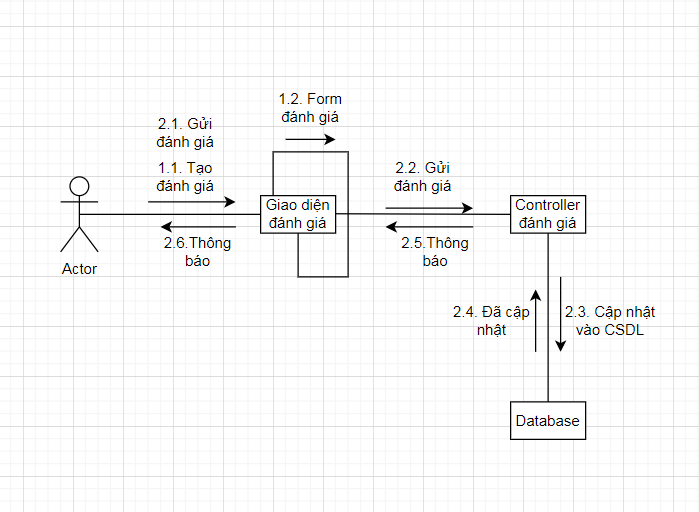 1.2. Form
đánh giá
2.1. Gửi
đánh giá
1.1. Tạo
đánh giá
2.2. Gửi
đánh giá
Giao diện
đánh giá
Controller
đánh giá
2.6.Thông
báo
2.5.Thông
báo
Actor
2.4. Đã cập
nhật
2.3. Cập nhật
vào CSDL
Database